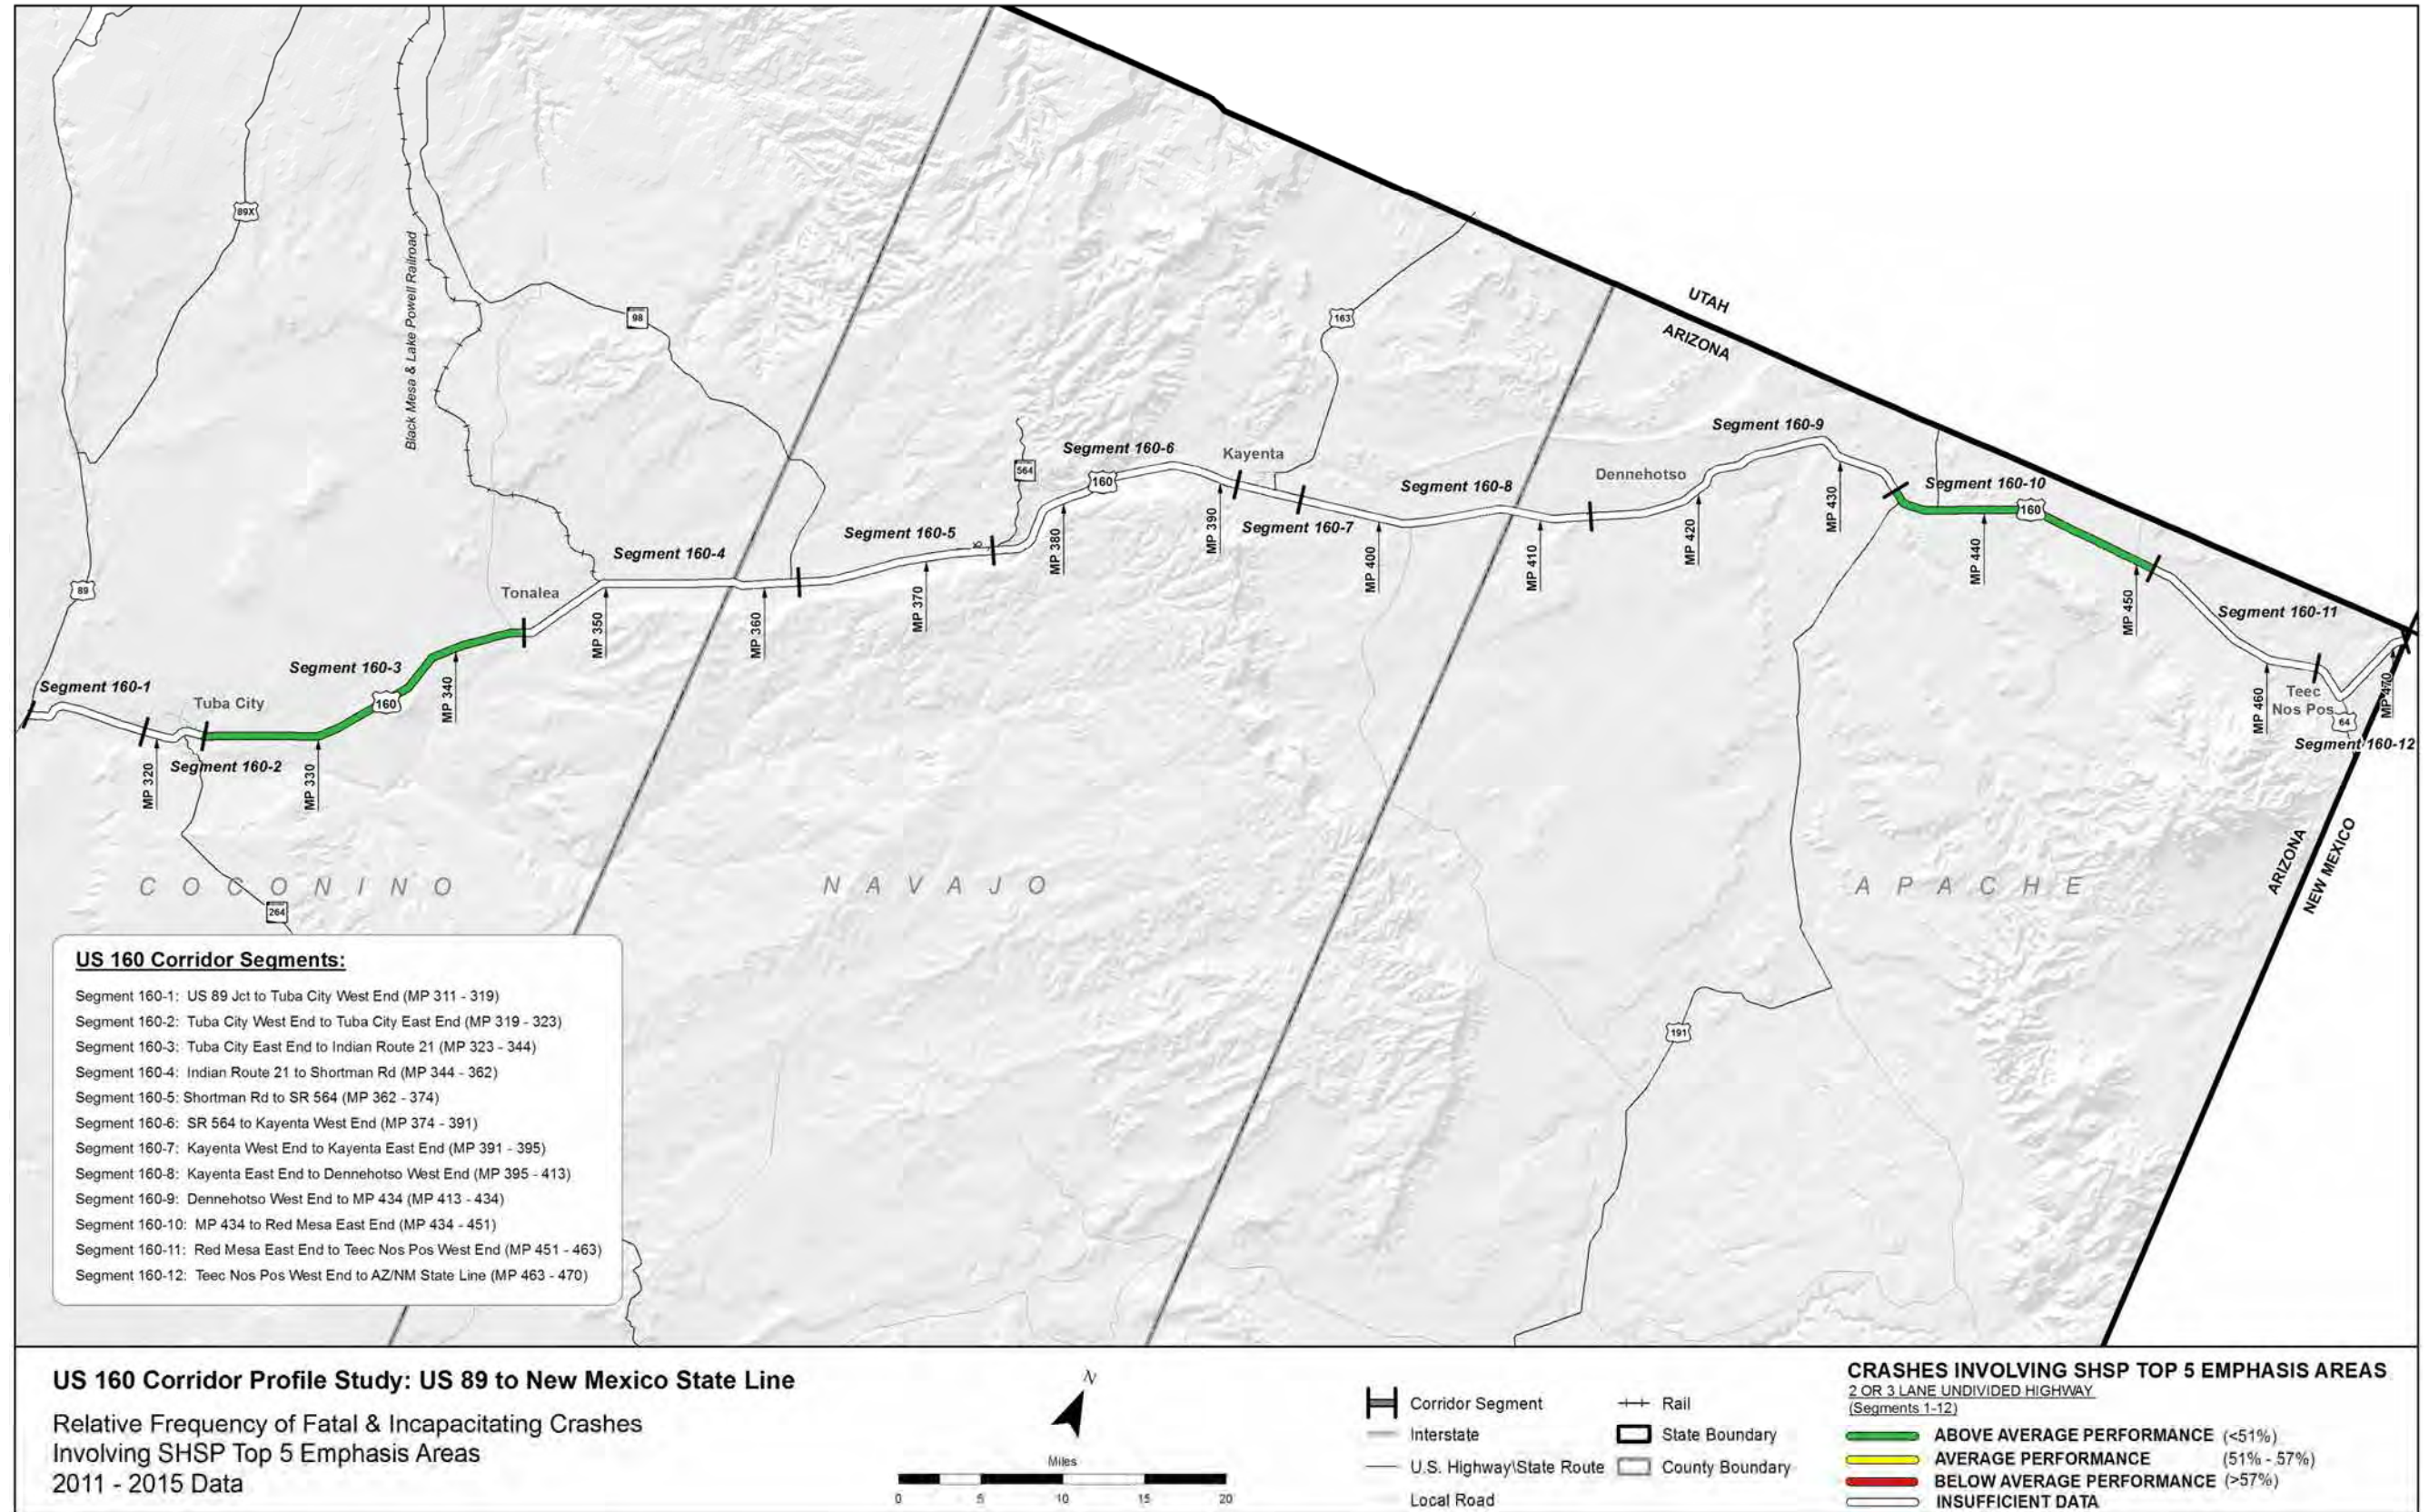 UTAH
ARIZONA
89X
Black Mesa & Lake Powell Railroad
98
163
Segment 160-9
Segment 160-6
Kayenta
564
160
Dennehotso
Segment 160-8
Segment 160-10
160
MP 430
MP 390
Segment 160-7
MP 420
MP 380
Segment 160-5
MP 440
MP 400
MP 410
Segment 160-4
89
Tonalea
MP 370
MP 450
Segment 160-11
MP 350
MP 360
Segment 160-3
Segment 160-1
MP 340
Tuba City
160
Teec
Nos Pos
MP 460
MP 470
64
Segment 160-12
Segment 160-2
MP 320
MP 330
ARIZONA
NEW MEXICO
COCONINO
NAVAJO
APACHE
264
191
US 160 Corridor Segments:
Segment 160-1: US 89 Jct to Tuba City West End (MP 311 - 319)
Segment 160-2: Tuba City West End to Tuba City East End (MP 319 - 323)
Segment 160-3: Tuba City East End to Indian Route 21 (MP 323 - 344)
Segment 160-4: Indian Route 21 to Shortman Rd (MP 344 - 362)
Segment 160-5: Shortman Rd to SR 564 (MP 362 - 374)
Segment 160-6: SR 564 to Kayenta West End (MP 374 - 391)
Segment 160-7: Kayenta West End to Kayenta East End (MP 391 - 395)
Segment 160-8: Kayenta East End to Dennehotso West End (MP 395 - 413)
Segment 160-9: Dennehotso West End to MP 434 (MP 413 - 434)
Segment 160-10: MP 434 to Red Mesa East End (MP 434 - 451)
Segment 160-11: Red Mesa East End to Teec Nos Pos West End (MP 451 - 463)
Segment 160-12: Teec Nos Pos West End to AZ/NM State Line (MP 463 - 470)
US 160 Corridor Profile Study: US 89 to New Mexico State Line
Relative Frequency of Fatal & Incapacitating Crashes
Involving SHSP Top 5 Emphasis Areas
2011 - 2015 Data
N
Miles
0 5 10 15 20
Corridor Segment
Interstate
U.S. Highway\State Route
Local Road
Rail
State Boundary
County Boundary
CRASHES INVOLVING SHSP TOP 5 EMPHASIS AREAS
2 OR 3 LANE UNDIVIDED HIGHWAY
(Segments 1-12)
ABOVE AVERAGE PERFORMANCE (<51%)
AVERAGE PERFORMANCE (51% - 57%)
BELOW AVERAGE PERFORMANCE (>57%)
INSUFFICIENT DATA